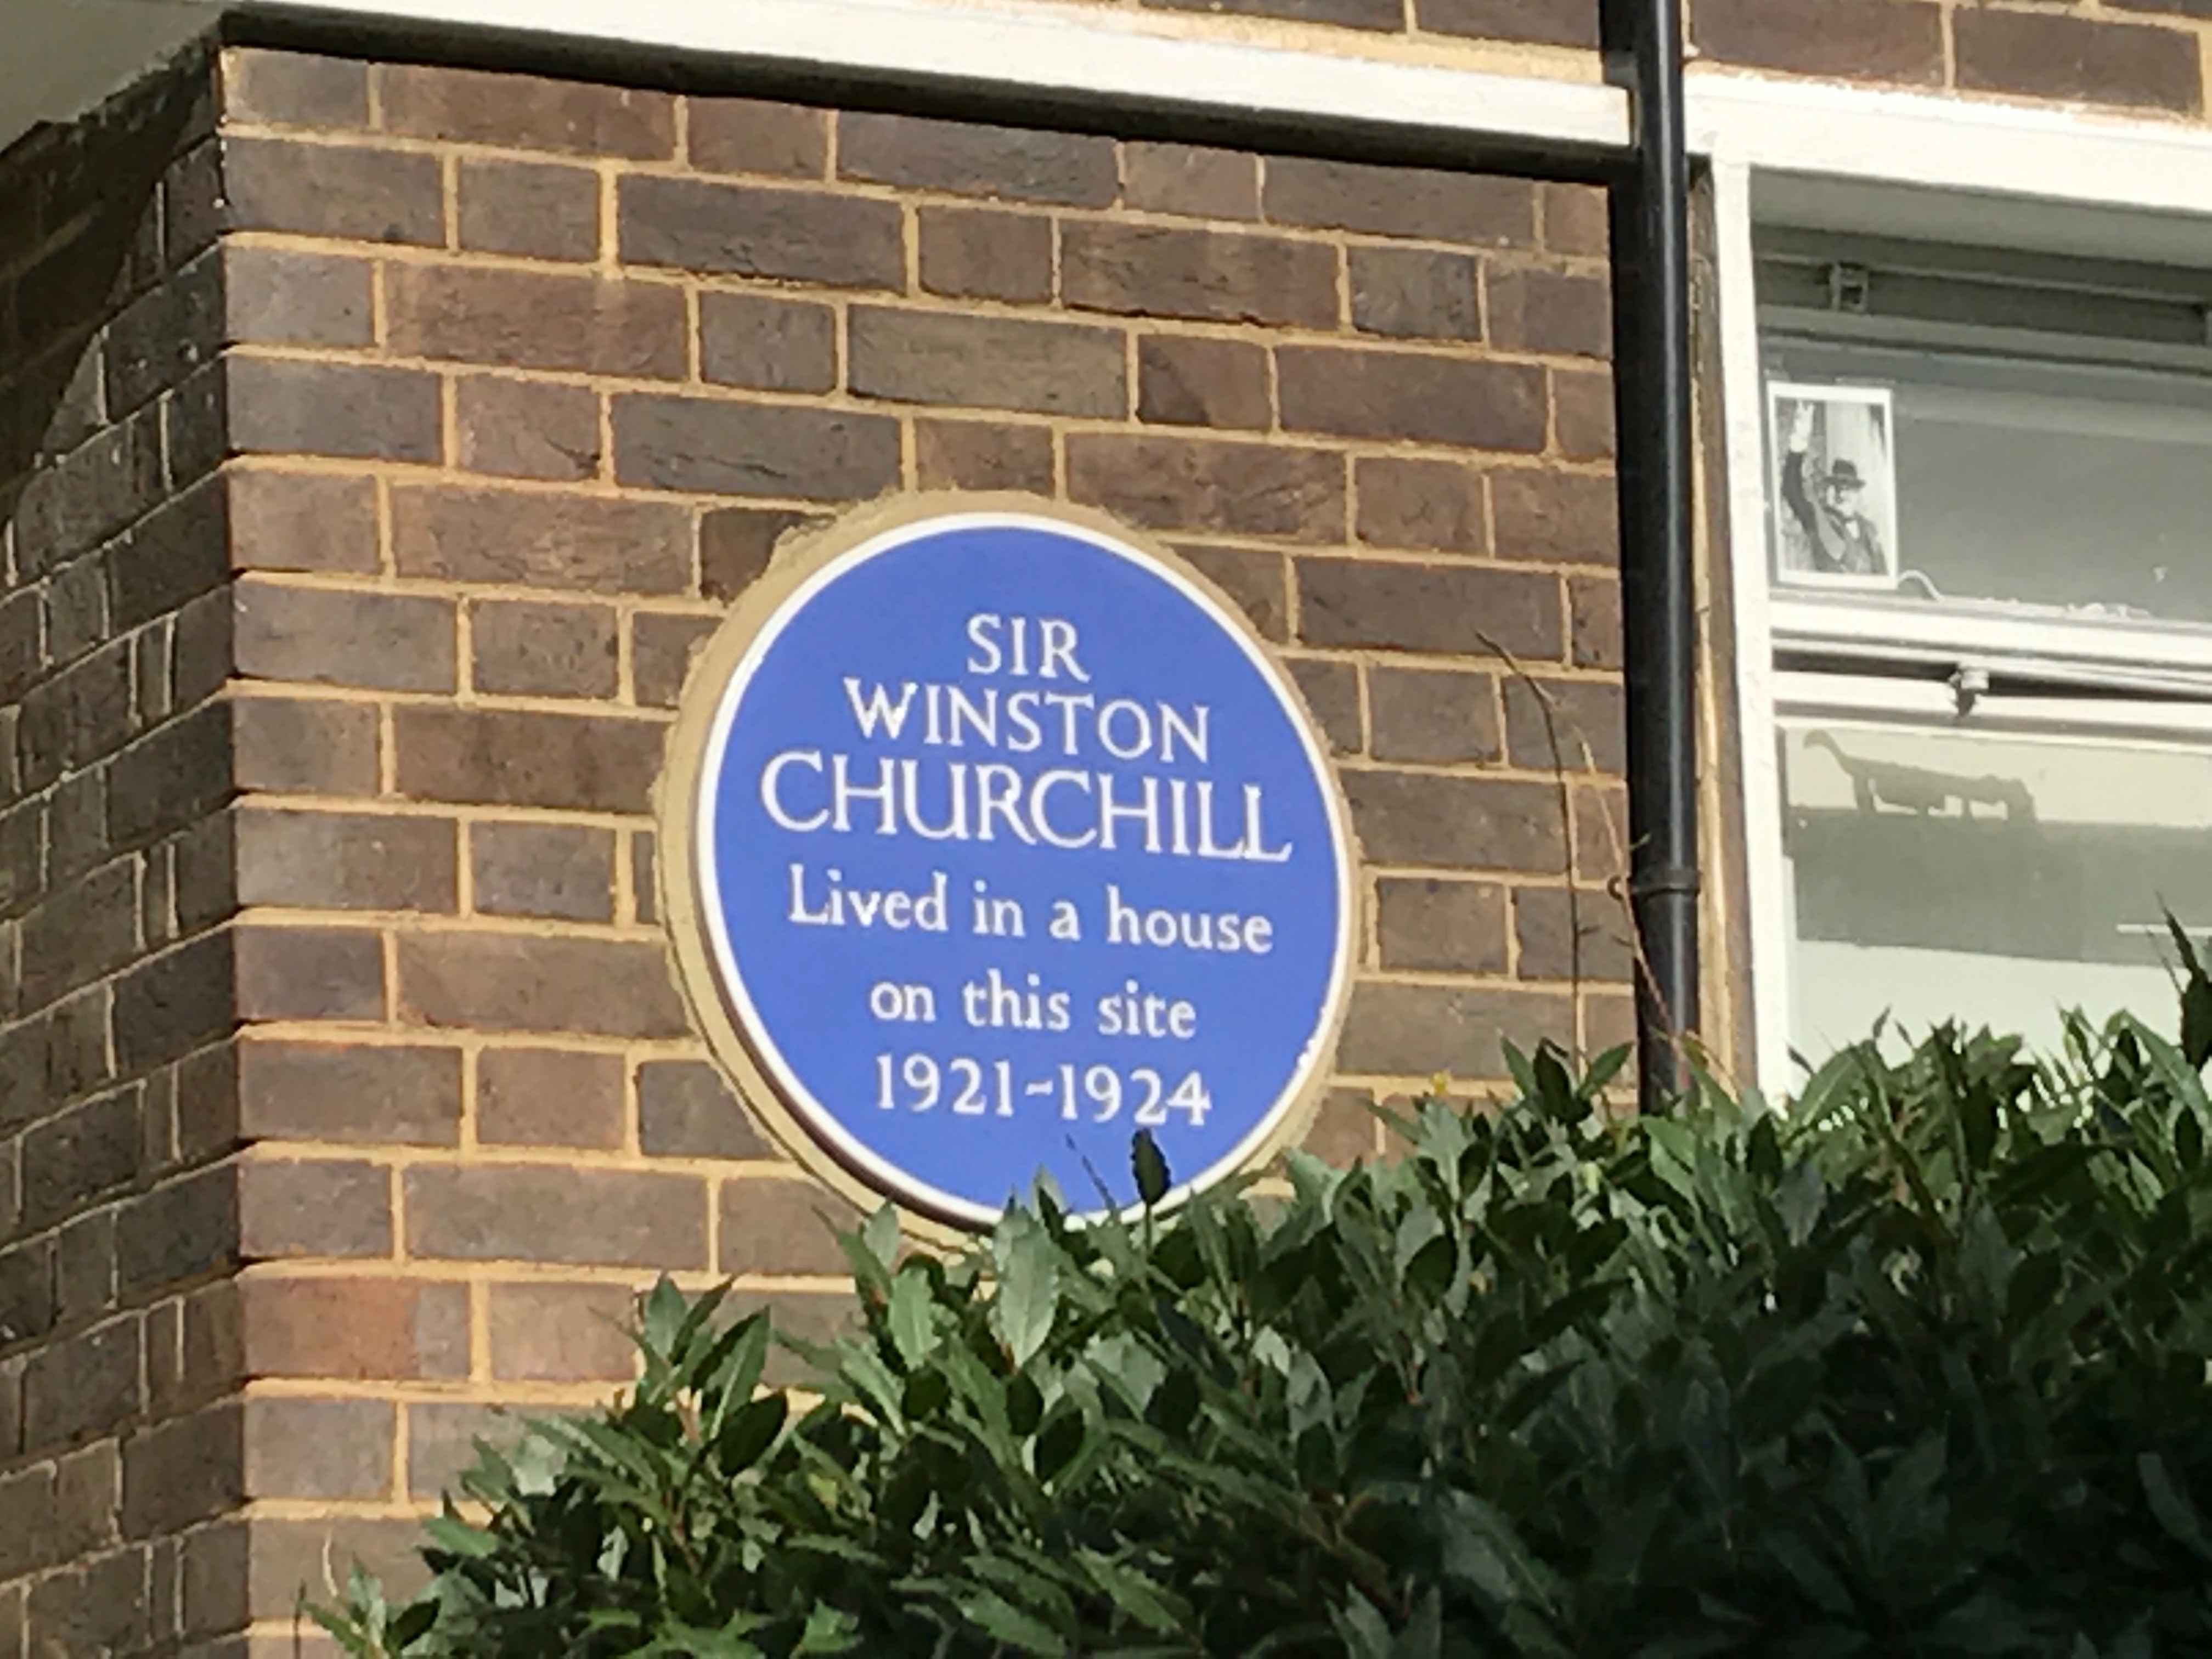 SIR
WINSTON
CHURCHILL
Lived in a house
on this site
1921-1924